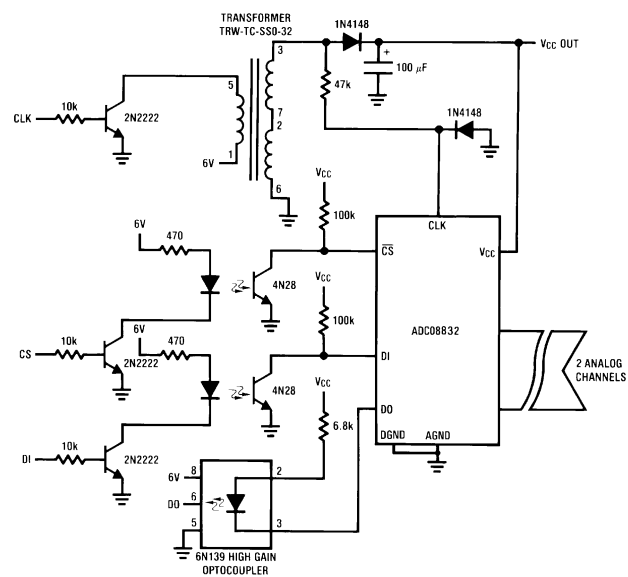 TRANSFORMER
TRW-TC-SS0-32
1N4148
3
VCC OUT
+
100 μF
5
47k
10k
CLK
2N2222
7
2
1N4148
6V
1
6
VCC
100k
CLK
6V
470
CS
VCC
VCC
4N28
100k
ADC08832
10k
6V
470
CS
2N2222
DI
2 ANALOG
CHANNELS
4N28
VCC
DO
6.8k
10k
DGND
AGND
DI
2N2222
6V
8
2
DO
6
5
3
6N139 HIGH GAIN
OPTOCOUPLER